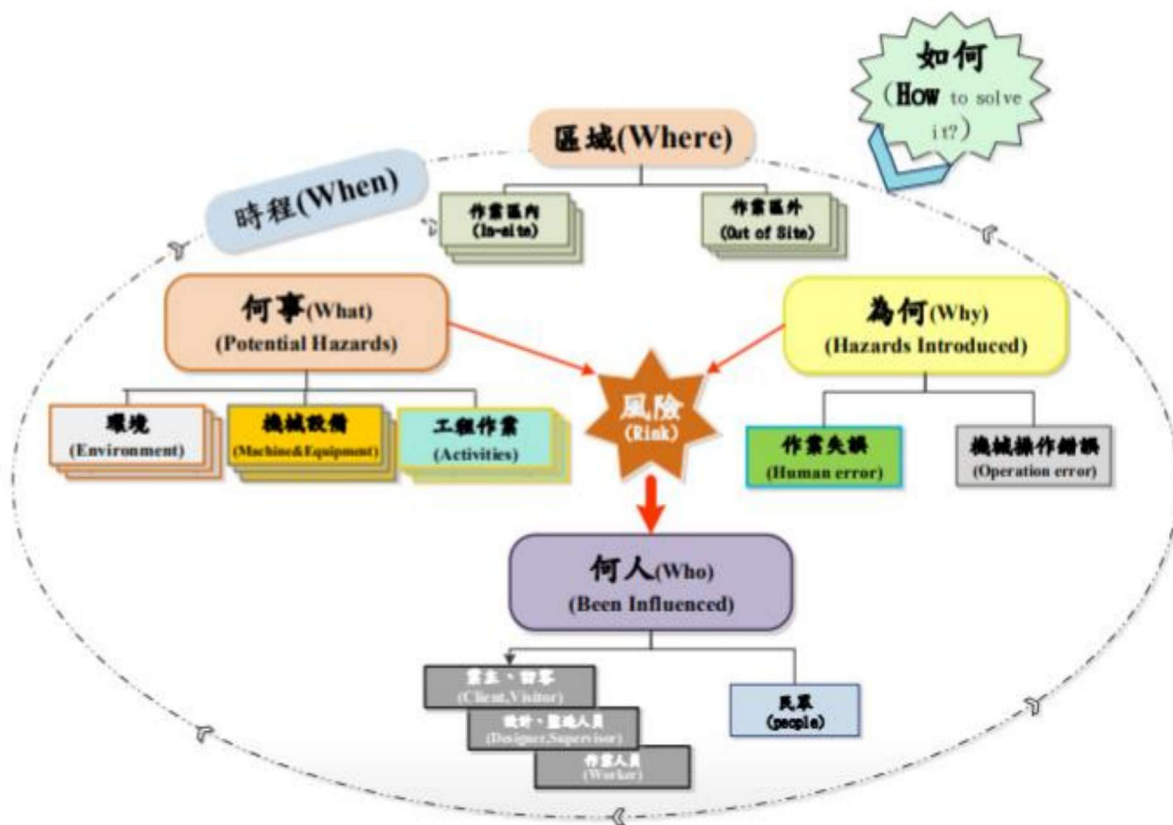 如何
(How to solve
it?)
區域(Where)
時程(When)
作業區內
(In-site)
作業區外
(Out of Site)
何事(What)
(Potential Hazards)
為何(Why)
(Hazards Introduced)
風險
(Rink)
環境
(Environment)
機械設備
(Machine&Equipment)
工程作業
(Activities)
作業失誤
(Human error)
機械操作錯誤
(Operation error)
何人(Who)
(Been Influenced)
業主、訪客
(Client,Visitor)
設計、監造人員
(Designer,Supervisor)
作業人員
(Worker)
民眾
(people)